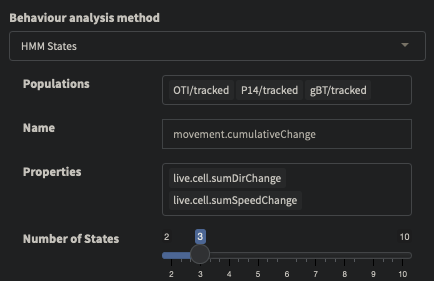 Behaviour analysis method
HMM States
Populations
OTI/tracked P14/tracked gBT/tracked
Name
movement.cumulativeChange
Properties
live.cell.sumDirChange
live.cell.sumSpeedChange
Number of States
2 3 10
2 3 4 5 6 7 8 9 10